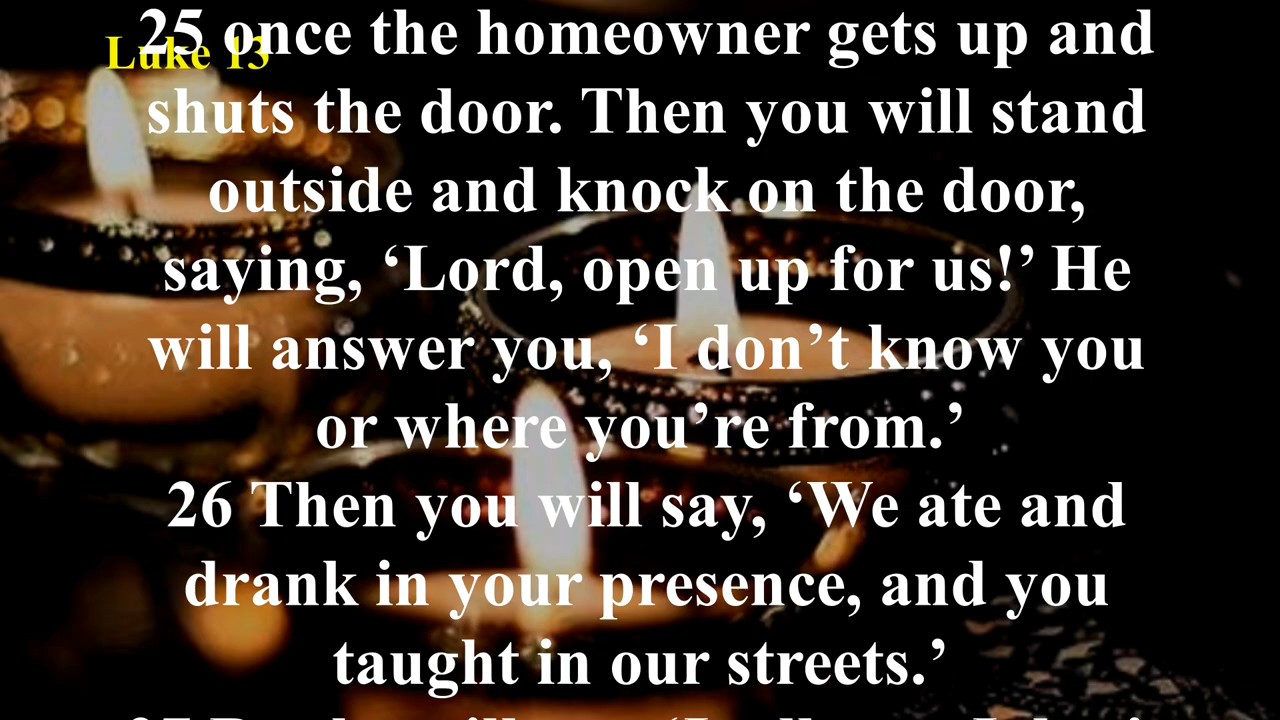 Luke 13
25 once the homeowner gets up and
shuts the door. Then you will stand
outside and knock on the door,
saying, ‘Lord, open up for us!’ He
will answer you, ‘I don’t know you
or where you’re from.’
26 Then you will say, ‘We ate and
drank in your presence, and you
taught in our streets.’